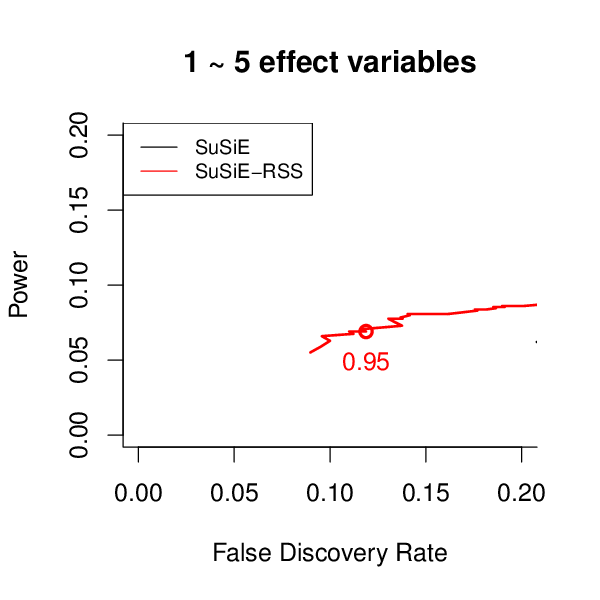 1 ~ 5 effect variables
SuSiE
SuSiE−RSS
0.20
0.15
0.10
0.05
0.00
Power
0.95
0.00 0.05 0.10 0.15 0.20
False Discovery Rate